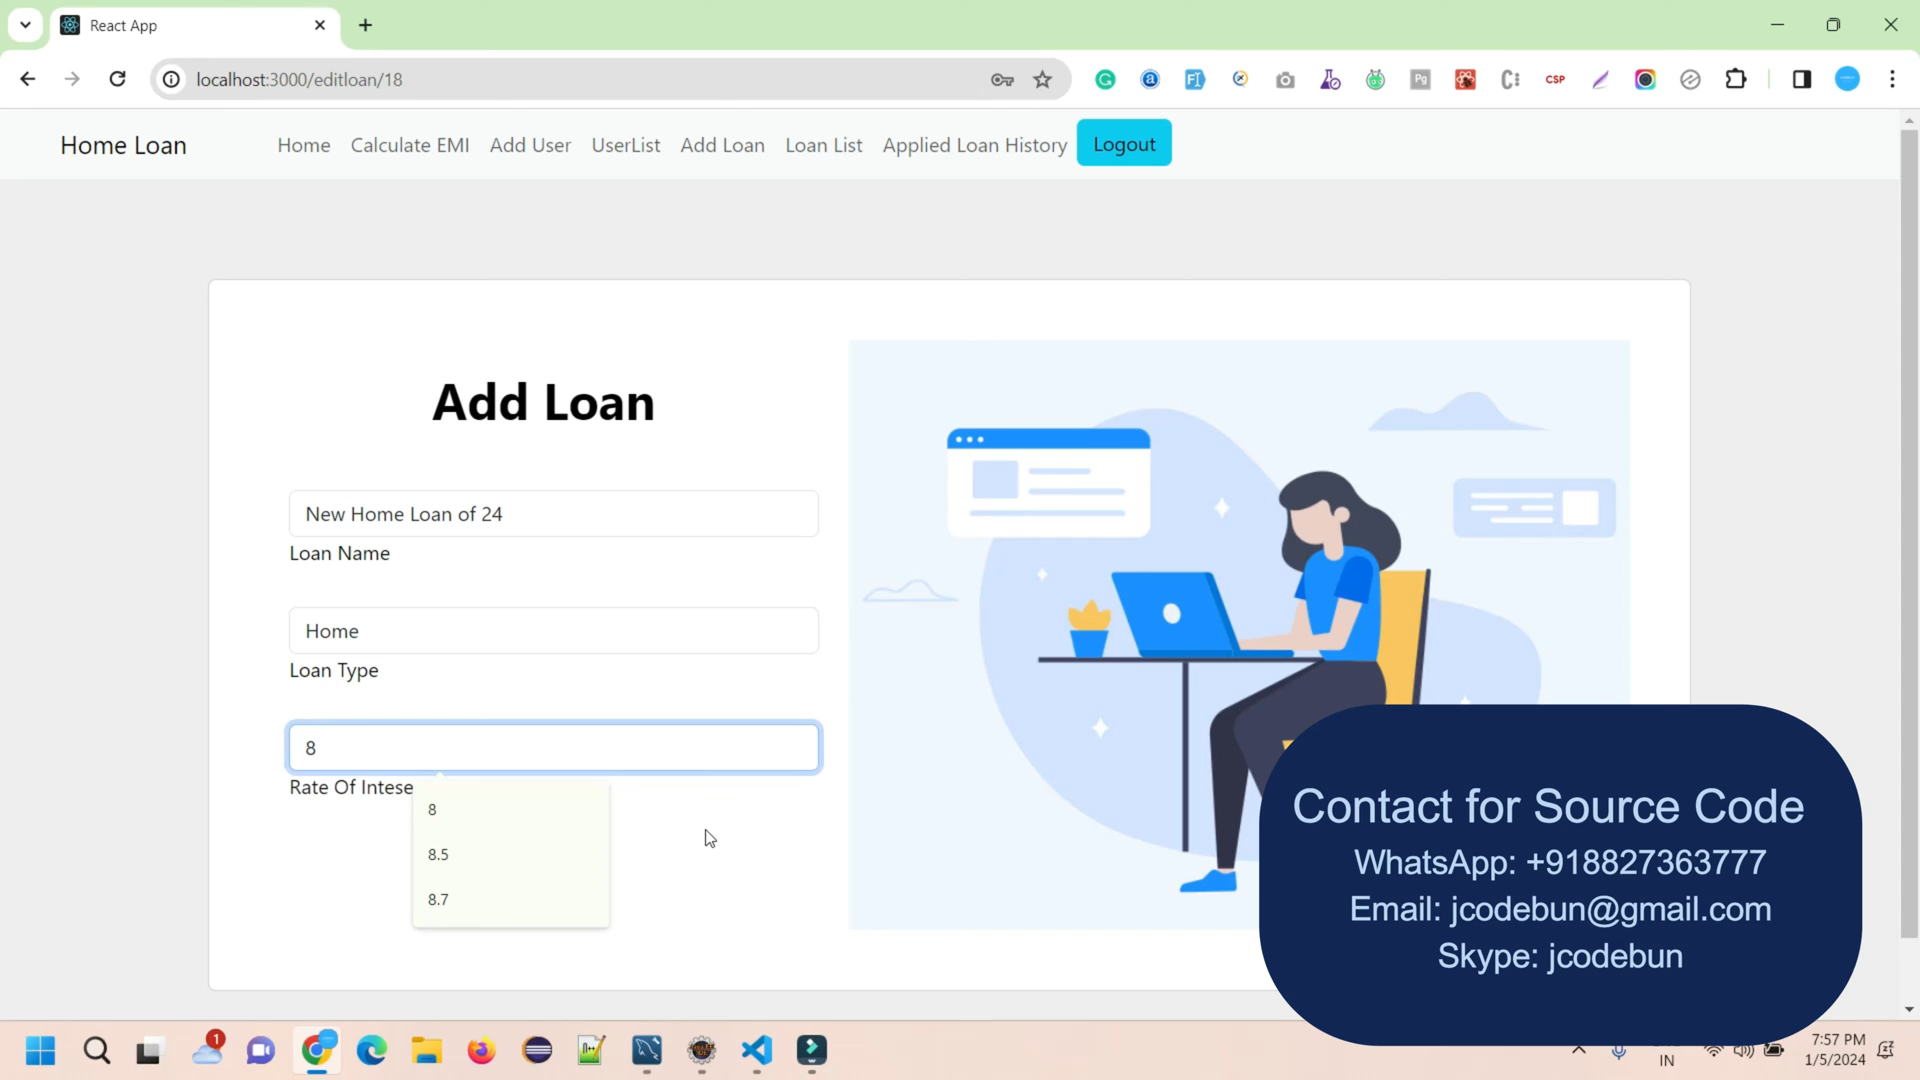 React App
localhost:3000/editloan/18
Home Loan
Home
Calculate EMI
Add User
UserList
Add Loan
Loan List
Applied Loan History
Logout
Add Loan
New Home Loan of 24
Loan Name
Home
Loan Type
8
Rate Of Intese
8
8.5
8.7
Contact for Source Code
WhatsApp: +918827363777
Email: jcodebun@gmail.com
Skype: jcodebun
CSP
Pg
1
IN
7:57 PM
1/5/2024